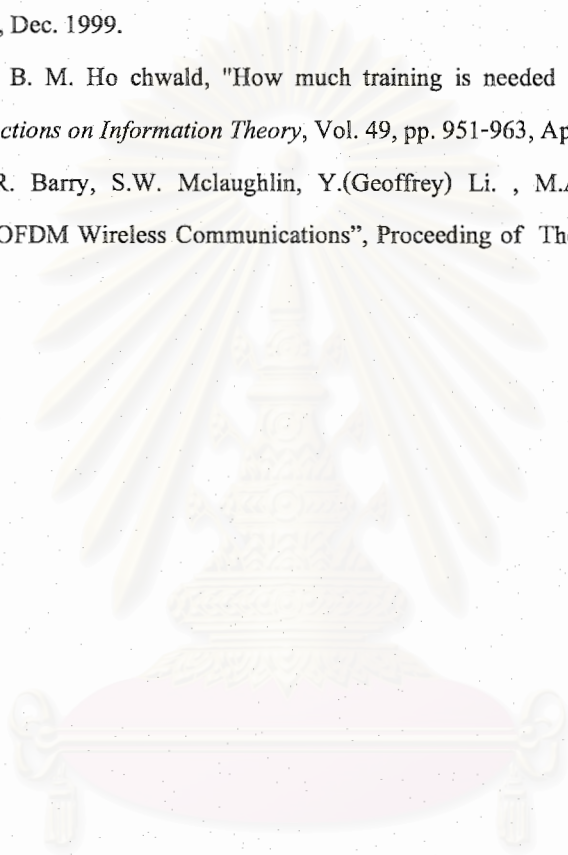 , Dec. 1999.
B. M. Ho chwald, "How much training is needed
ctions on Information Theory, Vol. 49, pp. 951-963, Ap
R. Barry, S.W. Mclaughlin, Y.(Geoffrey) Li. , M.A
OFDM Wireless Communications”, Proceeding of The